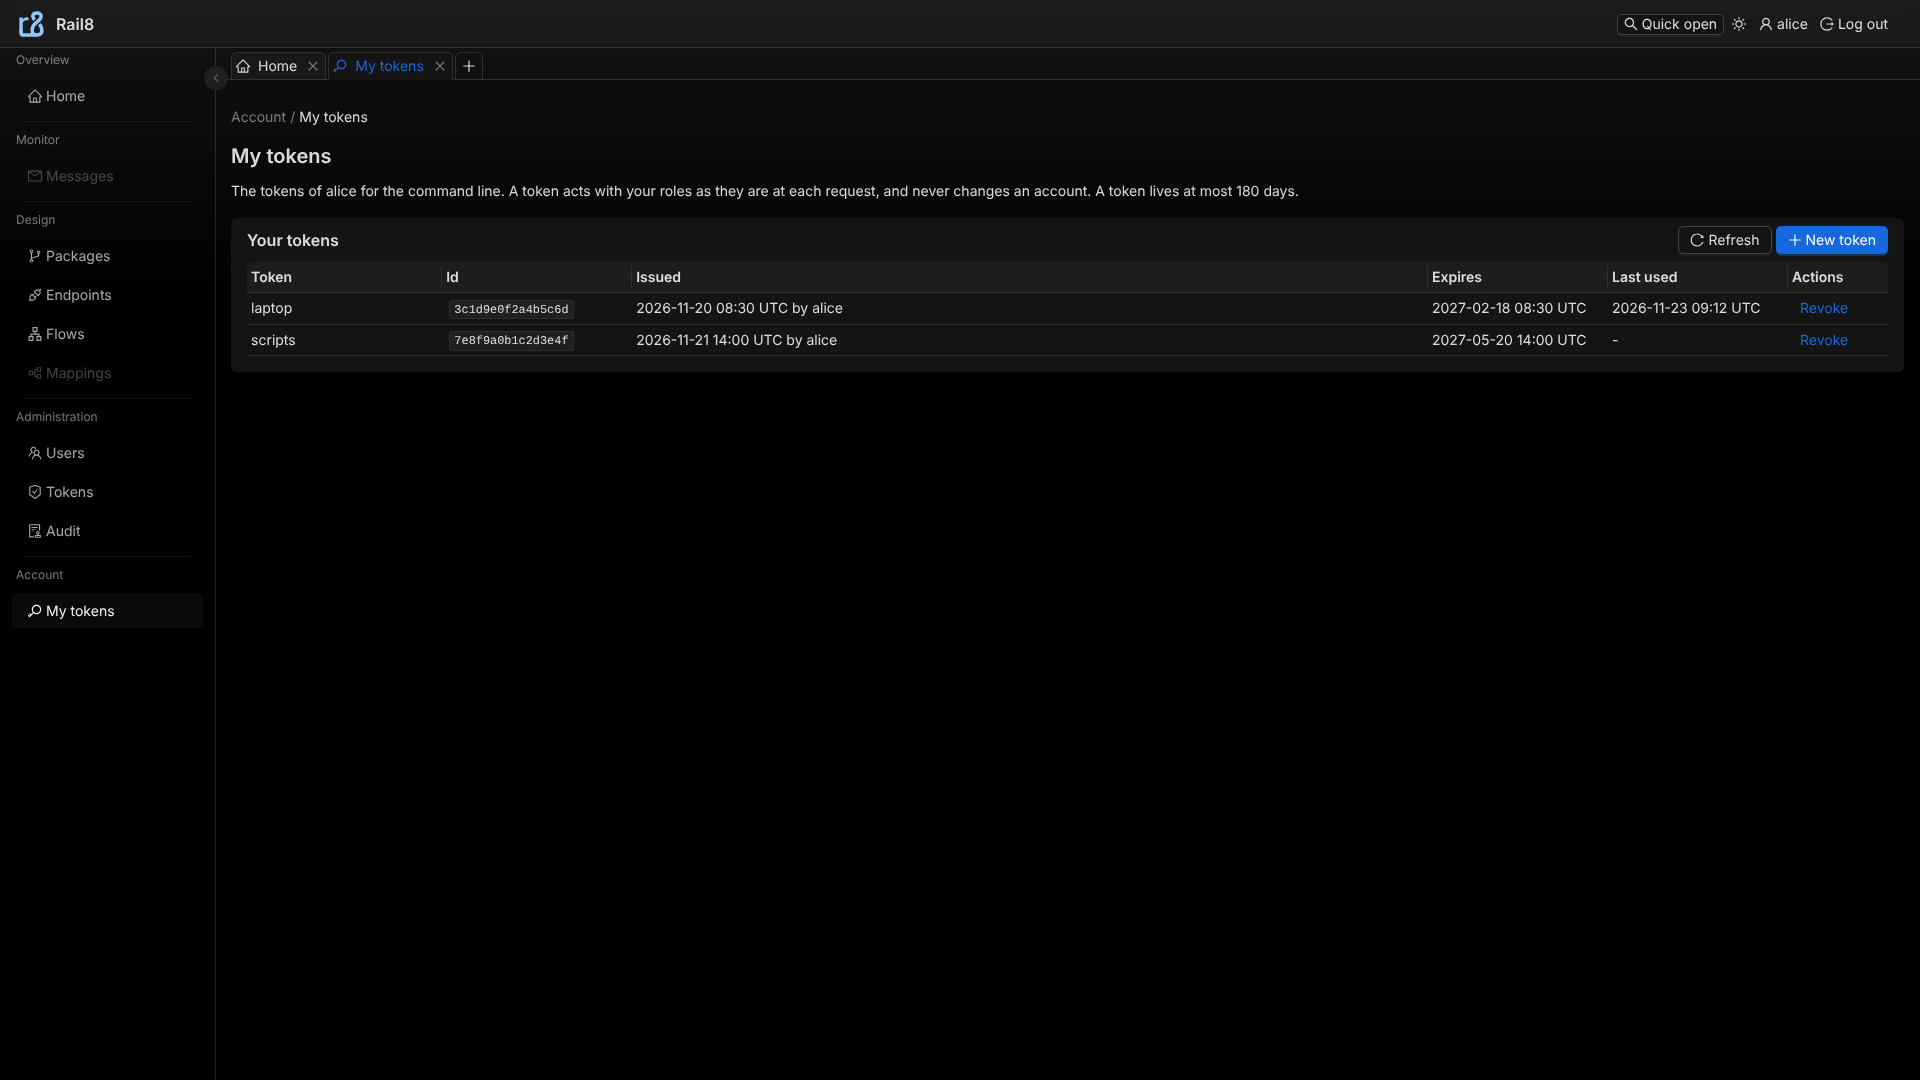 Rail8
Quick open
alice
Log out
Overview
Home
Monitor
Messages
Design
Packages
Endpoints
Flows
Mappings
Administration
Users
Tokens
Audit
Account
My tokens
Home
My tokens
Account / My tokens
My tokens
The tokens of alice for the command line. A token acts with your roles as they are at each request, and never changes an account. A token lives at most 180 days.
Your tokens
Refresh
New token
Token Id Issued Expires Last used Actions
laptop 3c1d9e0f2a4b5c6d 2026-11-20 08:30 UTC by alice 2027-02-18 08:30 UTC 2026-11-23 09:12 UTC Revoke
scripts 7e8f9a0b1c2d3e4f 2026-11-21 14:00 UTC by alice 2027-05-20 14:00 UTC - Revoke